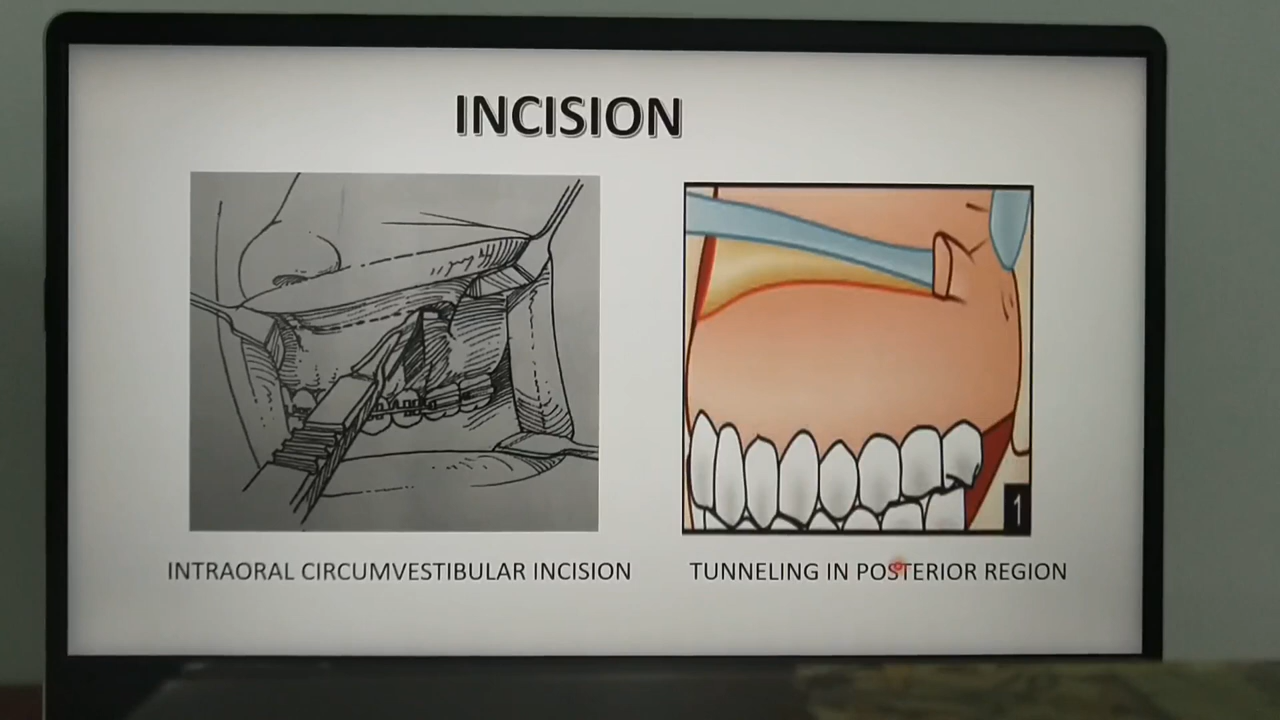 INCISION
1
INTRAORAL CIRCUMVESTIBULAR INCISION
TUNNELING IN POSTERIOR REGION